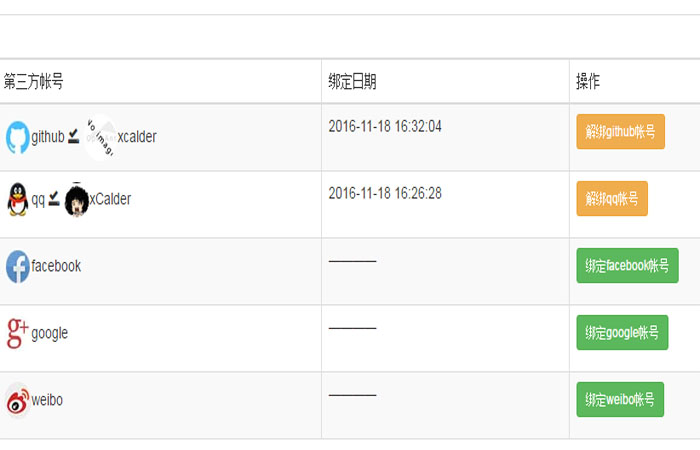 第三方帐号 绑定日期 操作
github xcalder 2016-11-18 16:32:04 解绑github帐号
qq xCalder 2016-11-18 16:26:28 解绑qq帐号
facebook ———— 绑定facebook帐号
g+ google ———— 绑定google帐号
weibo ———— 绑定weibo帐号